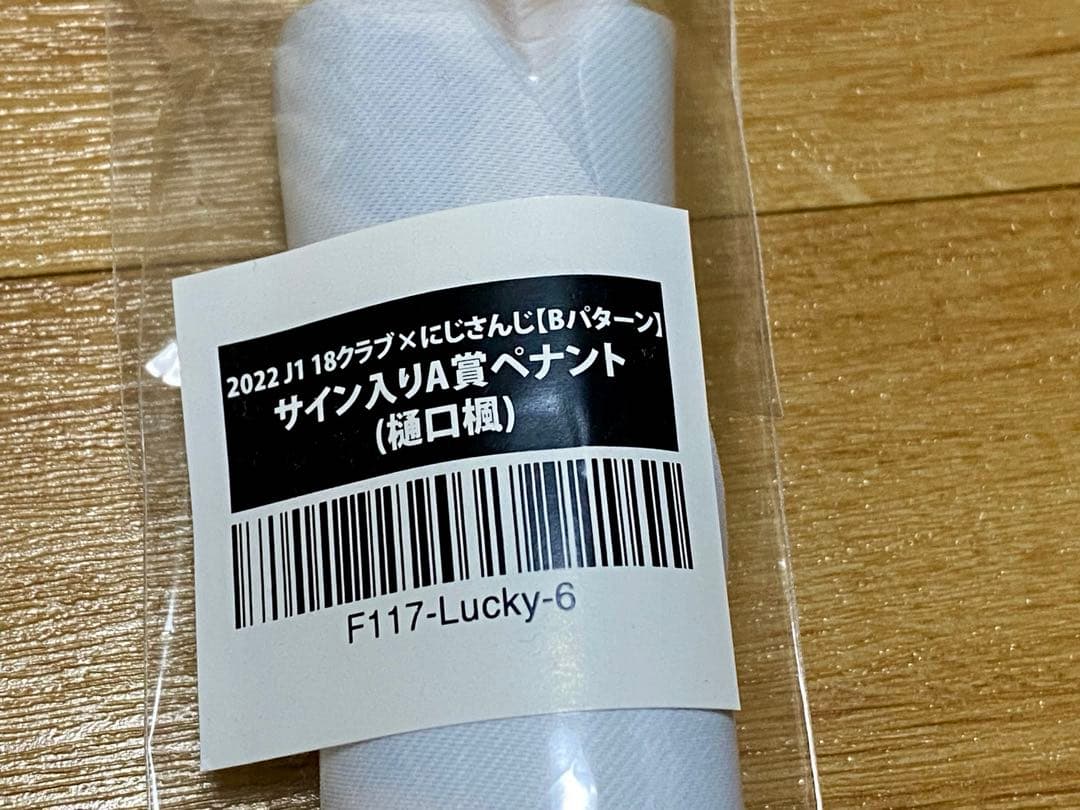 2022 J1 18クラブ×にじさんじ【Bパターン】
サイン入りA賞ペナント
(樋口楓)
F117-Lucky-6